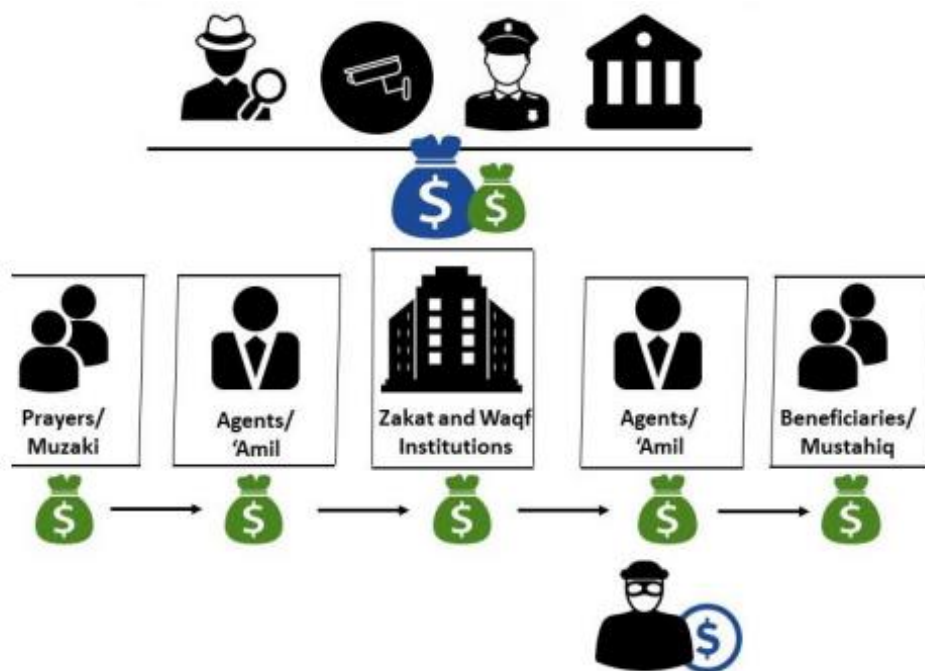 $ $
Prayers/
Muzaki
Agents/
‘Amil
Zakat and Waqf
Institutions
Agents/
‘Amil
Beneficiaries/
Mustahiq
$ $ $ $ $
$